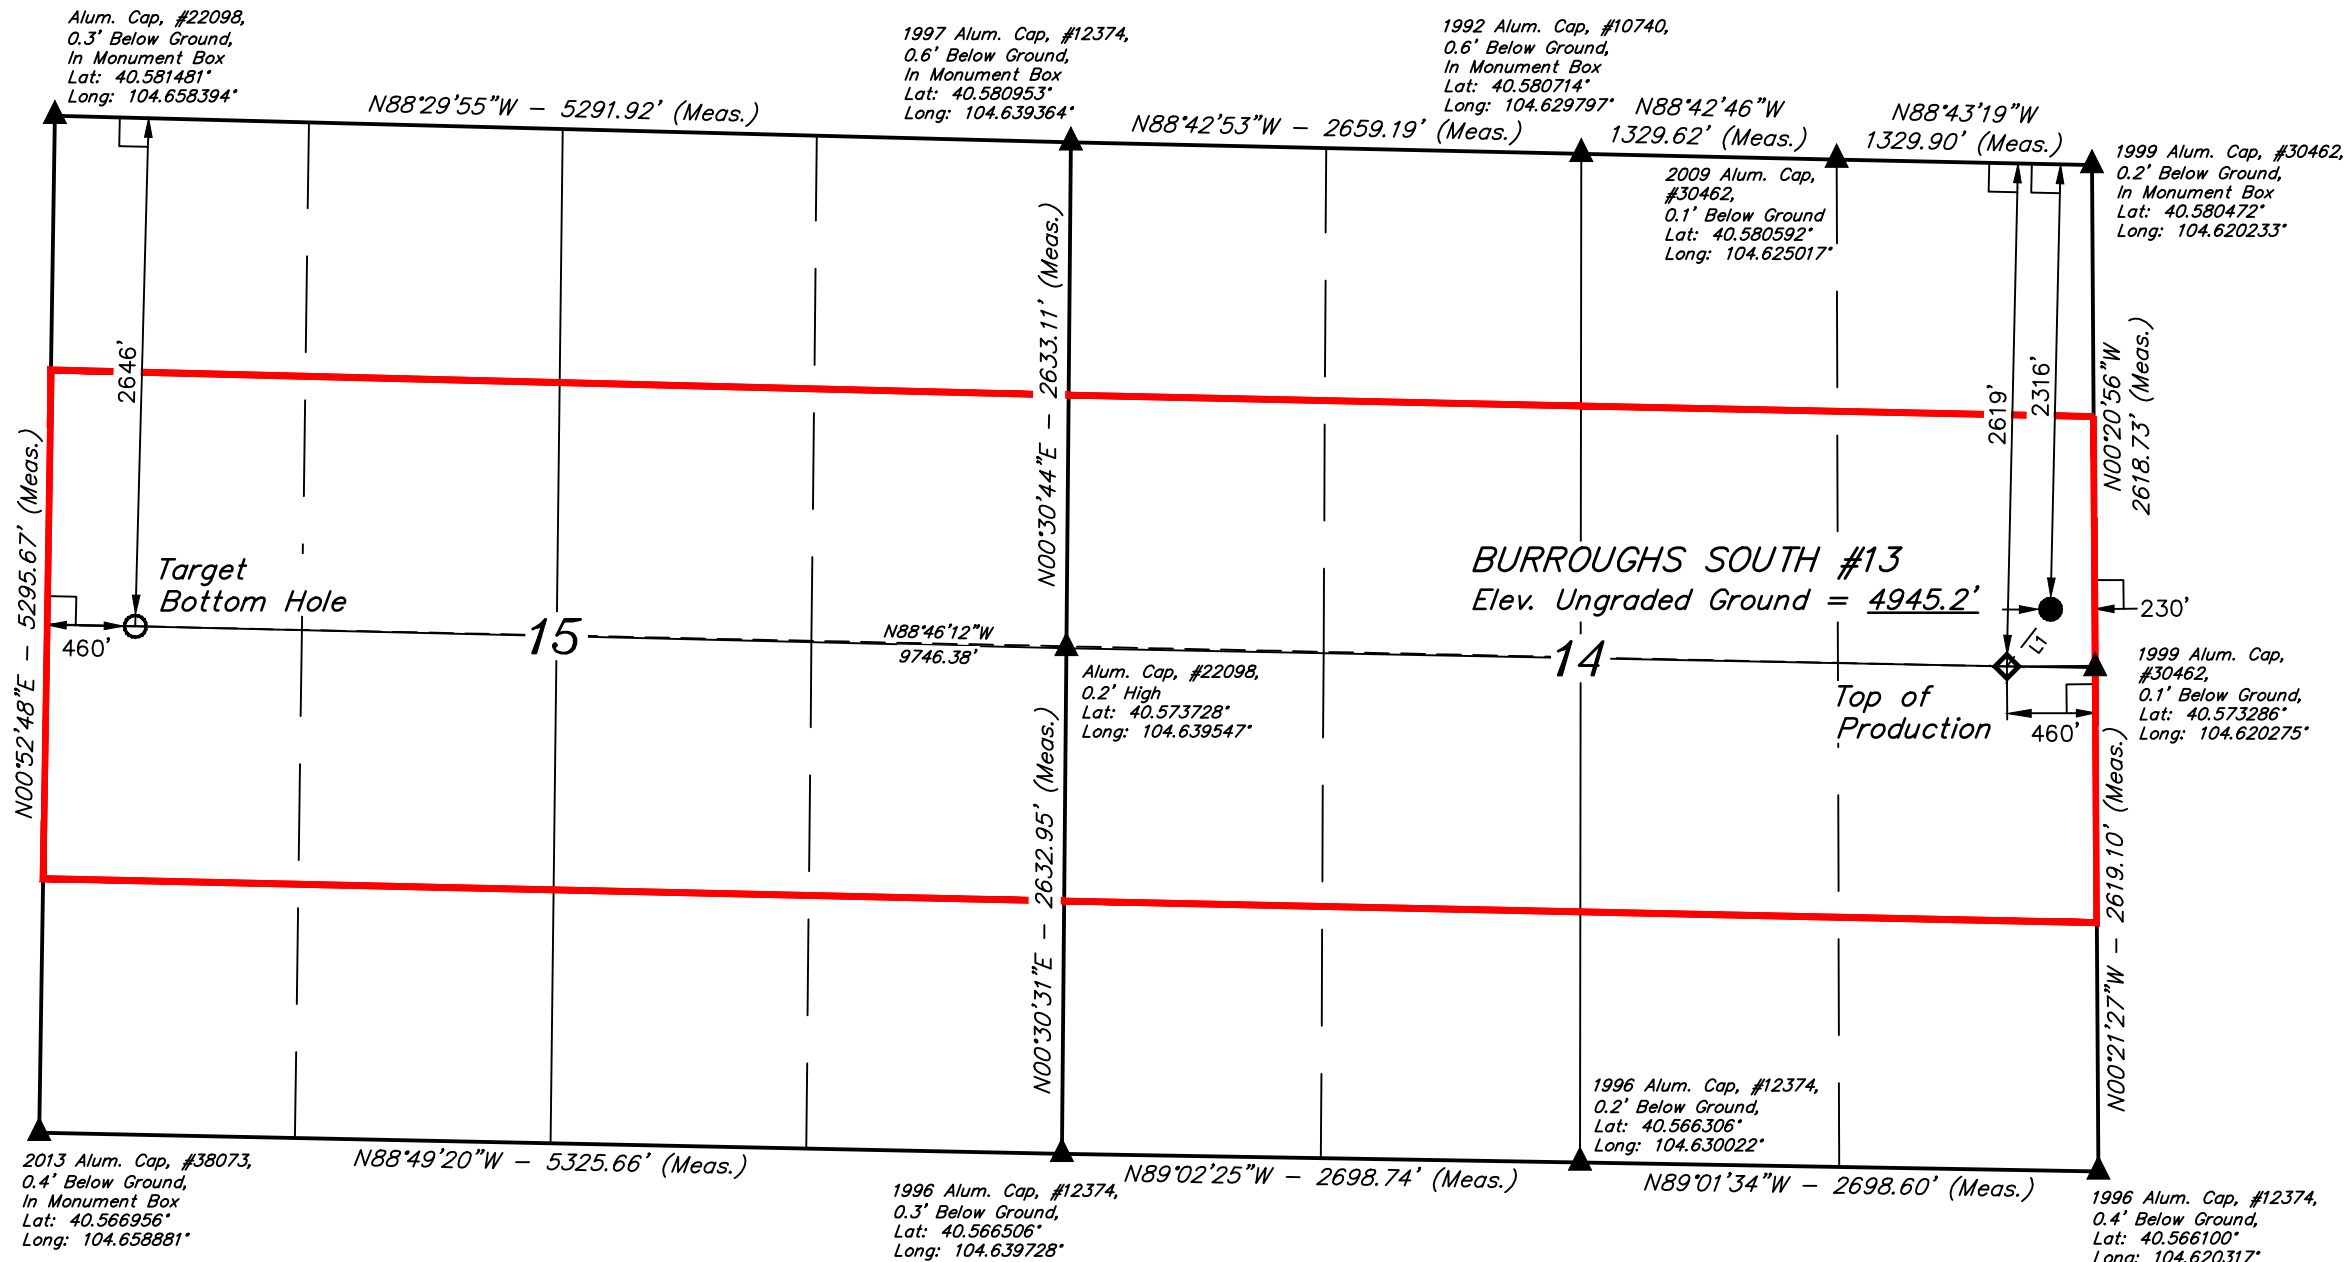 Alum. Cap, #22098,
0.3' Below Ground,
In Monument Box
Lat: 40.581481°
Long: 104.658394°
N88°29'55"W – 5291.92' (Meas.)
1997 Alum. Cap, #12374,
0.6' Below Ground,
In Monument Box
Lat: 40.580953°
Long: 104.639364°
N88°42'53"W – 2659.19' (Meas.)
1992 Alum. Cap, #10740,
0.6' Below Ground,
In Monument Box
Lat: 40.580714°
Long: 104.629797°
N88°42'46"W
1329.62' (Meas.)
N88°43'19"W
1329.90' (Meas.)
1999 Alum. Cap, #30462,
0.2' Below Ground,
In Monument Box
Lat: 40.580472°
Long: 104.620233°
2009 Alum. Cap,
#30462,
0.1' Below Ground
Lat: 40.580592°
Long: 104.625017°
2646'
N00°30'44"E – 2633.11' (Meas.)
2619'
2316'
N00°20'56"W
2618.73' (Meas.)
N00°52'48"E – 5295.67' (Meas.)
Target
Bottom Hole
460'
15
N88°46'12"W
9746.38'
BURROUGHS SOUTH #13
Elev. Ungraded Ground = 4945.2'
230'
L1
14
Alum. Cap, #22098,
0.2' High
Lat: 40.573728°
Long: 104.639547°
Top of
Production
460'
1999 Alum. Cap,
#30462,
0.1' Below Ground,
Lat: 40.573286°
Long: 104.620275°
N00°30'31"E – 2632.95' (Meas.)
N00°21'27"W – 2619.10' (Meas.)
1996 Alum. Cap, #12374,
0.2' Below Ground,
Lat: 40.566306°
Long: 104.630022°
2013 Alum. Cap, #38073,
0.4' Below Ground,
In Monument Box
Lat: 40.566956°
Long: 104.658881°
N88°49'20"W – 5325.66' (Meas.)
1996 Alum. Cap, #12374,
0.3' Below Ground,
Lat: 40.566506°
Long: 104.639728°
N89°02'25"W – 2698.74' (Meas.)
N89°01'34"W – 2698.60' (Meas.)
1996 Alum. Cap, #12374,
0.4' Below Ground,
Lat: 40.566100°
Long: 104.620317°